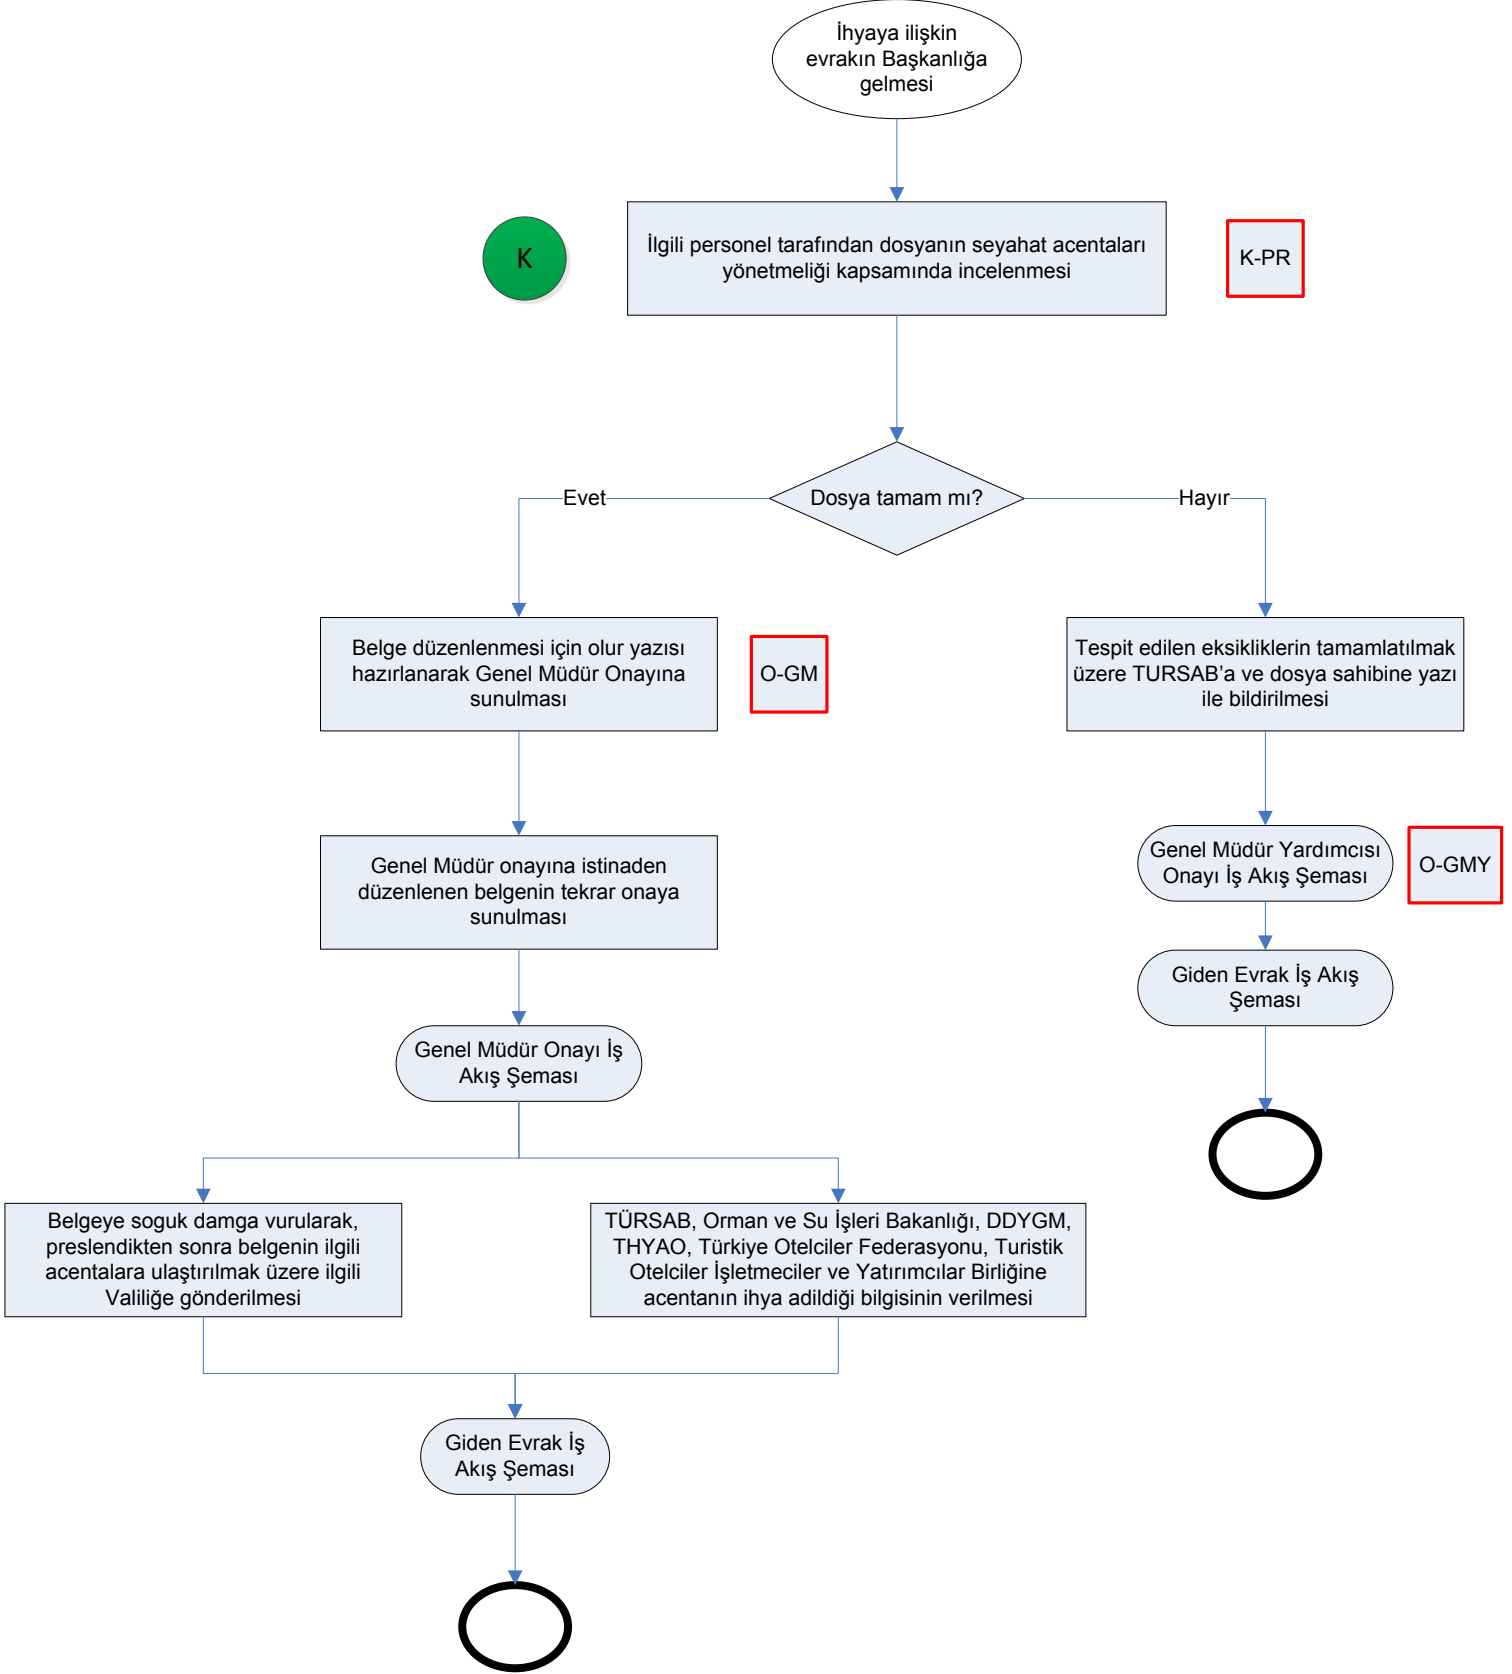 İhyaya ilişkin
evrakın Başkanlığa
gelmesi
K
İlgili personel tarafından dosyanın seyahat acentaları
yönetmeliği kapsamında incelenmesi
K-PR
Evet
Dosya tamam mı?
Hayır
Belge düzenlenmesi için olur yazısı
hazırlanarak Genel Müdür Onayına
sunulması
O-GM
Tespit edilen eksikliklerin tamamlatılmak
üzere TURSAB’a ve dosya sahibine yazı
ile bildirilmesi
Genel Müdür onayına istinaden
düzenlenen belgenin tekrar onaya
sunulması
Genel Müdür Yardımcısı
Onayı İş Akış Şeması
O-GMY
Giden Evrak İş Akış
Şeması
Genel Müdür Onayı İş
Akış Şeması
Belgeye soguk damga vurularak,
preslendikten sonra belgenin ilgili
acentalara ulaştırılmak üzere ilgili
Valiliğe gönderilmesi
TÜRSAB, Orman ve Su İşleri Bakanlığı, DDYGM,
THYAO, Türkiye Otelciler Federasyonu, Turistik
Otelciler İşletmeciler ve Yatırımcılar Birliğine
acentanın ihya adildiği bilgisinin verilmesi
Giden Evrak İş
Akış Şeması